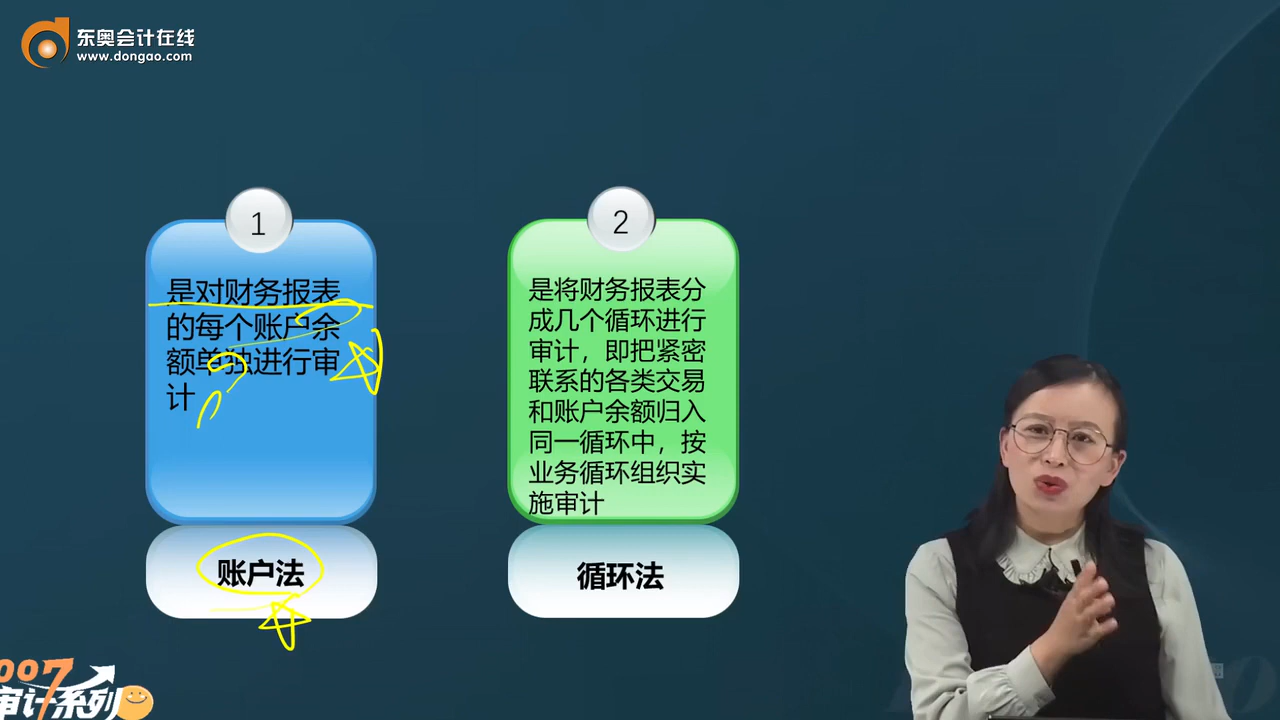 东奥会计在线
www.dongao.com
1
是对财务报表
的每个账户余
额单独进行审
计
账户法
2
是将财务报表分
成几个循环进行
审计，即把紧密
联系的各类交易
和账户余额归入
同一循环中，按
业务循环组织实
施审计
循环法
007
审计系列